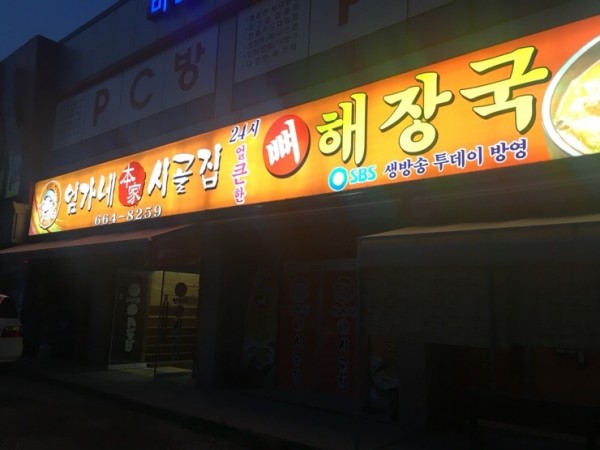 PC방
임가네 本家 시골집
664-8259
24시
얼큰한
뼈해장국
SBS 생방송 투데이 방영